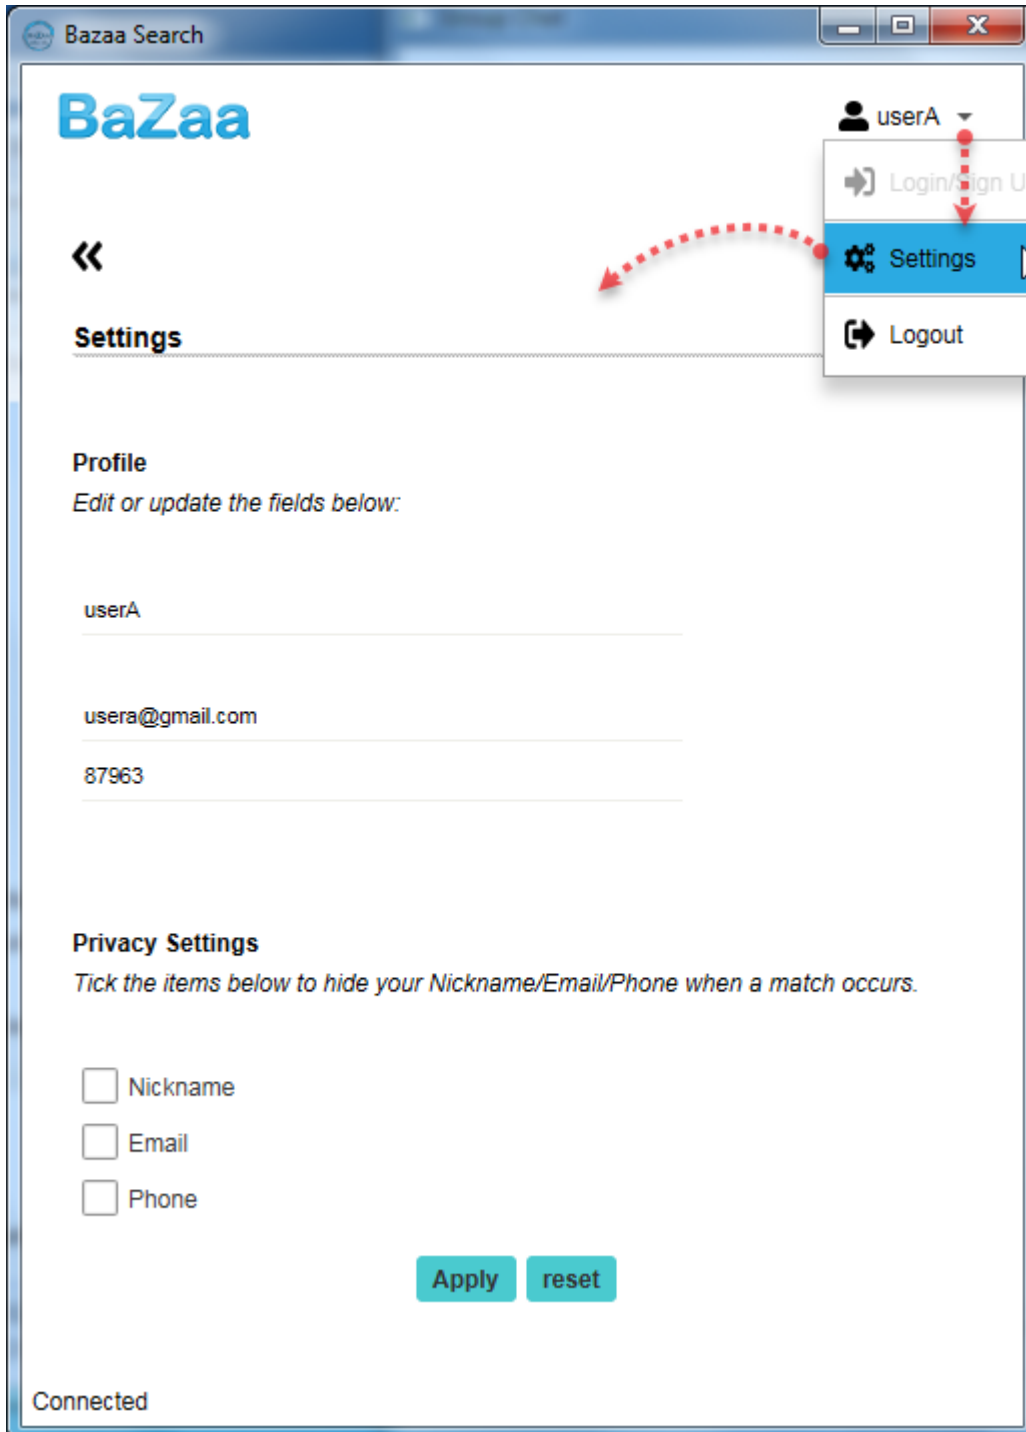 Bazaa Search
BaZaa
userA
Login/Sign U
Settings
Logout
Settings
Profile
Edit or update the fields below:
userA
usera@gmail.com
87963
Privacy Settings
Tick the items below to hide your Nickname/Email/Phone when a match occurs.
Nickname
Email
Phone
Apply reset
Connected